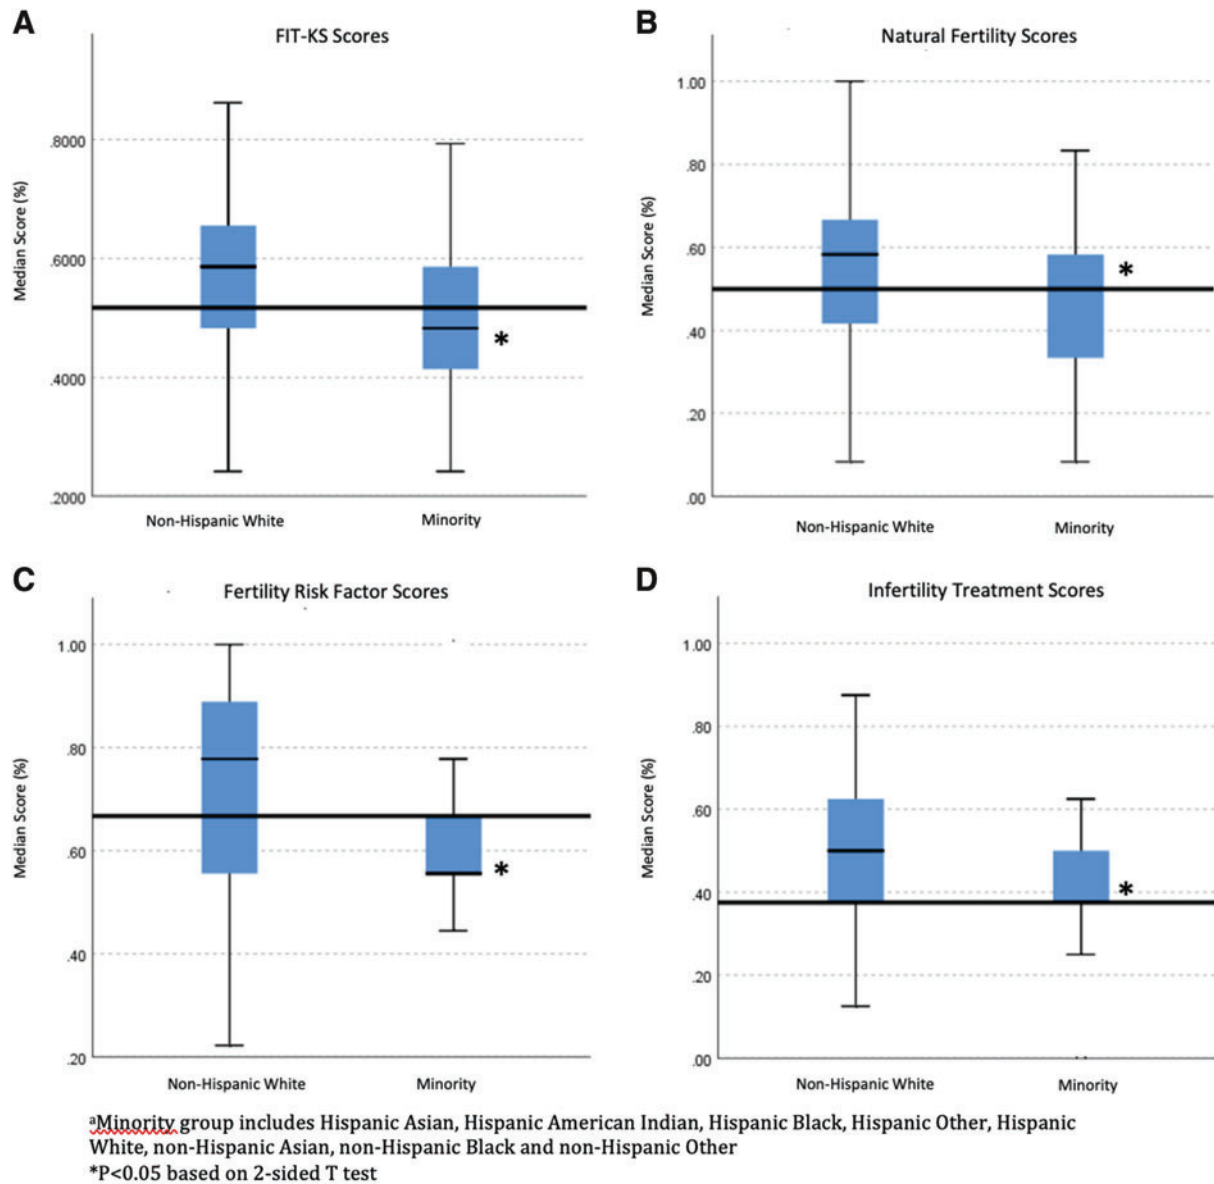 A
FIT-KS Scores
Median Score (%)
.8000
.6000
.4000
.2000
Non-Hispanic White
Minority
*
B
Natural Fertility Scores
Median Score (%)
1.00
.80
.60
.40
.20
.00
Non-Hispanic White
Minority
*
C
Fertility Risk Factor Scores
Median Score (%)
1.00
.80
.60
.40
.20
Non-Hispanic White
Minority
*
D
Infertility Treatment Scores
Median Score (%)
1.00
.80
.60
.40
.20
.00
Non-Hispanic White
Minority
*
ᵃMinority group includes Hispanic Asian, Hispanic American Indian, Hispanic Black, Hispanic Other, Hispanic
White, non-Hispanic Asian, non-Hispanic Black and non-Hispanic Other
*P<0.05 based on 2-sided T test